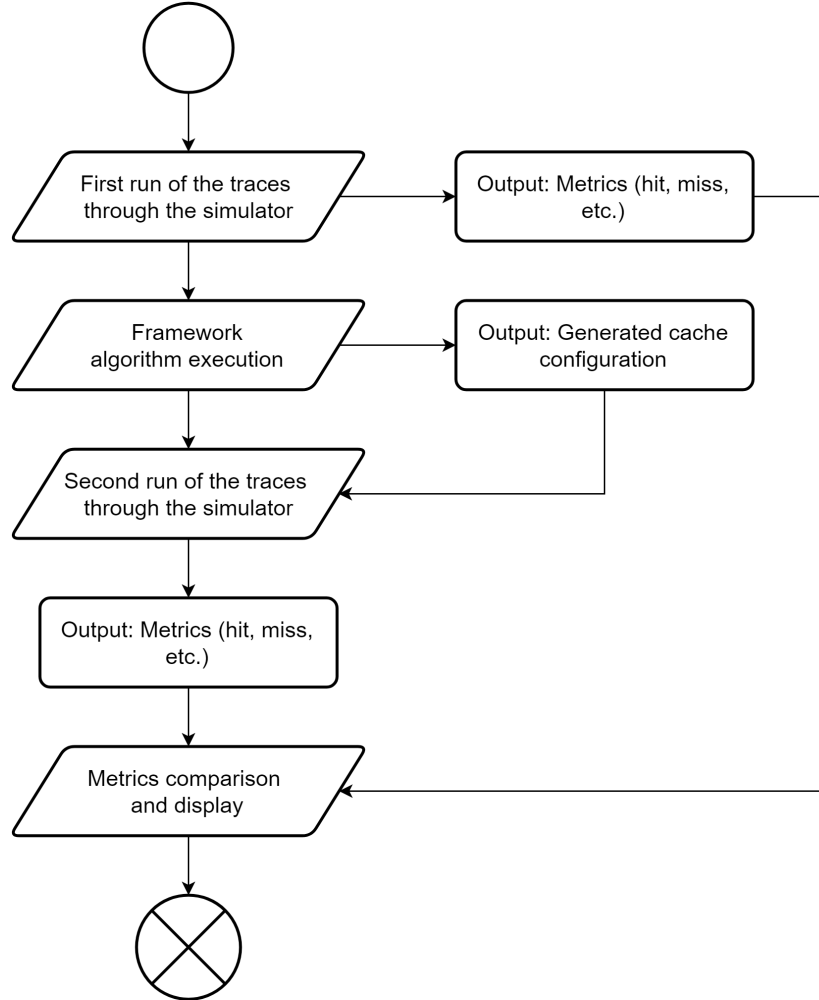 First run of the traces
through the simulator
Output: Metrics (hit, miss,
etc.)
Framework
algorithm execution
Output: Generated cache
configuration
Second run of the traces
through the simulator
Output: Metrics (hit, miss,
etc.)
Metrics comparison
and display